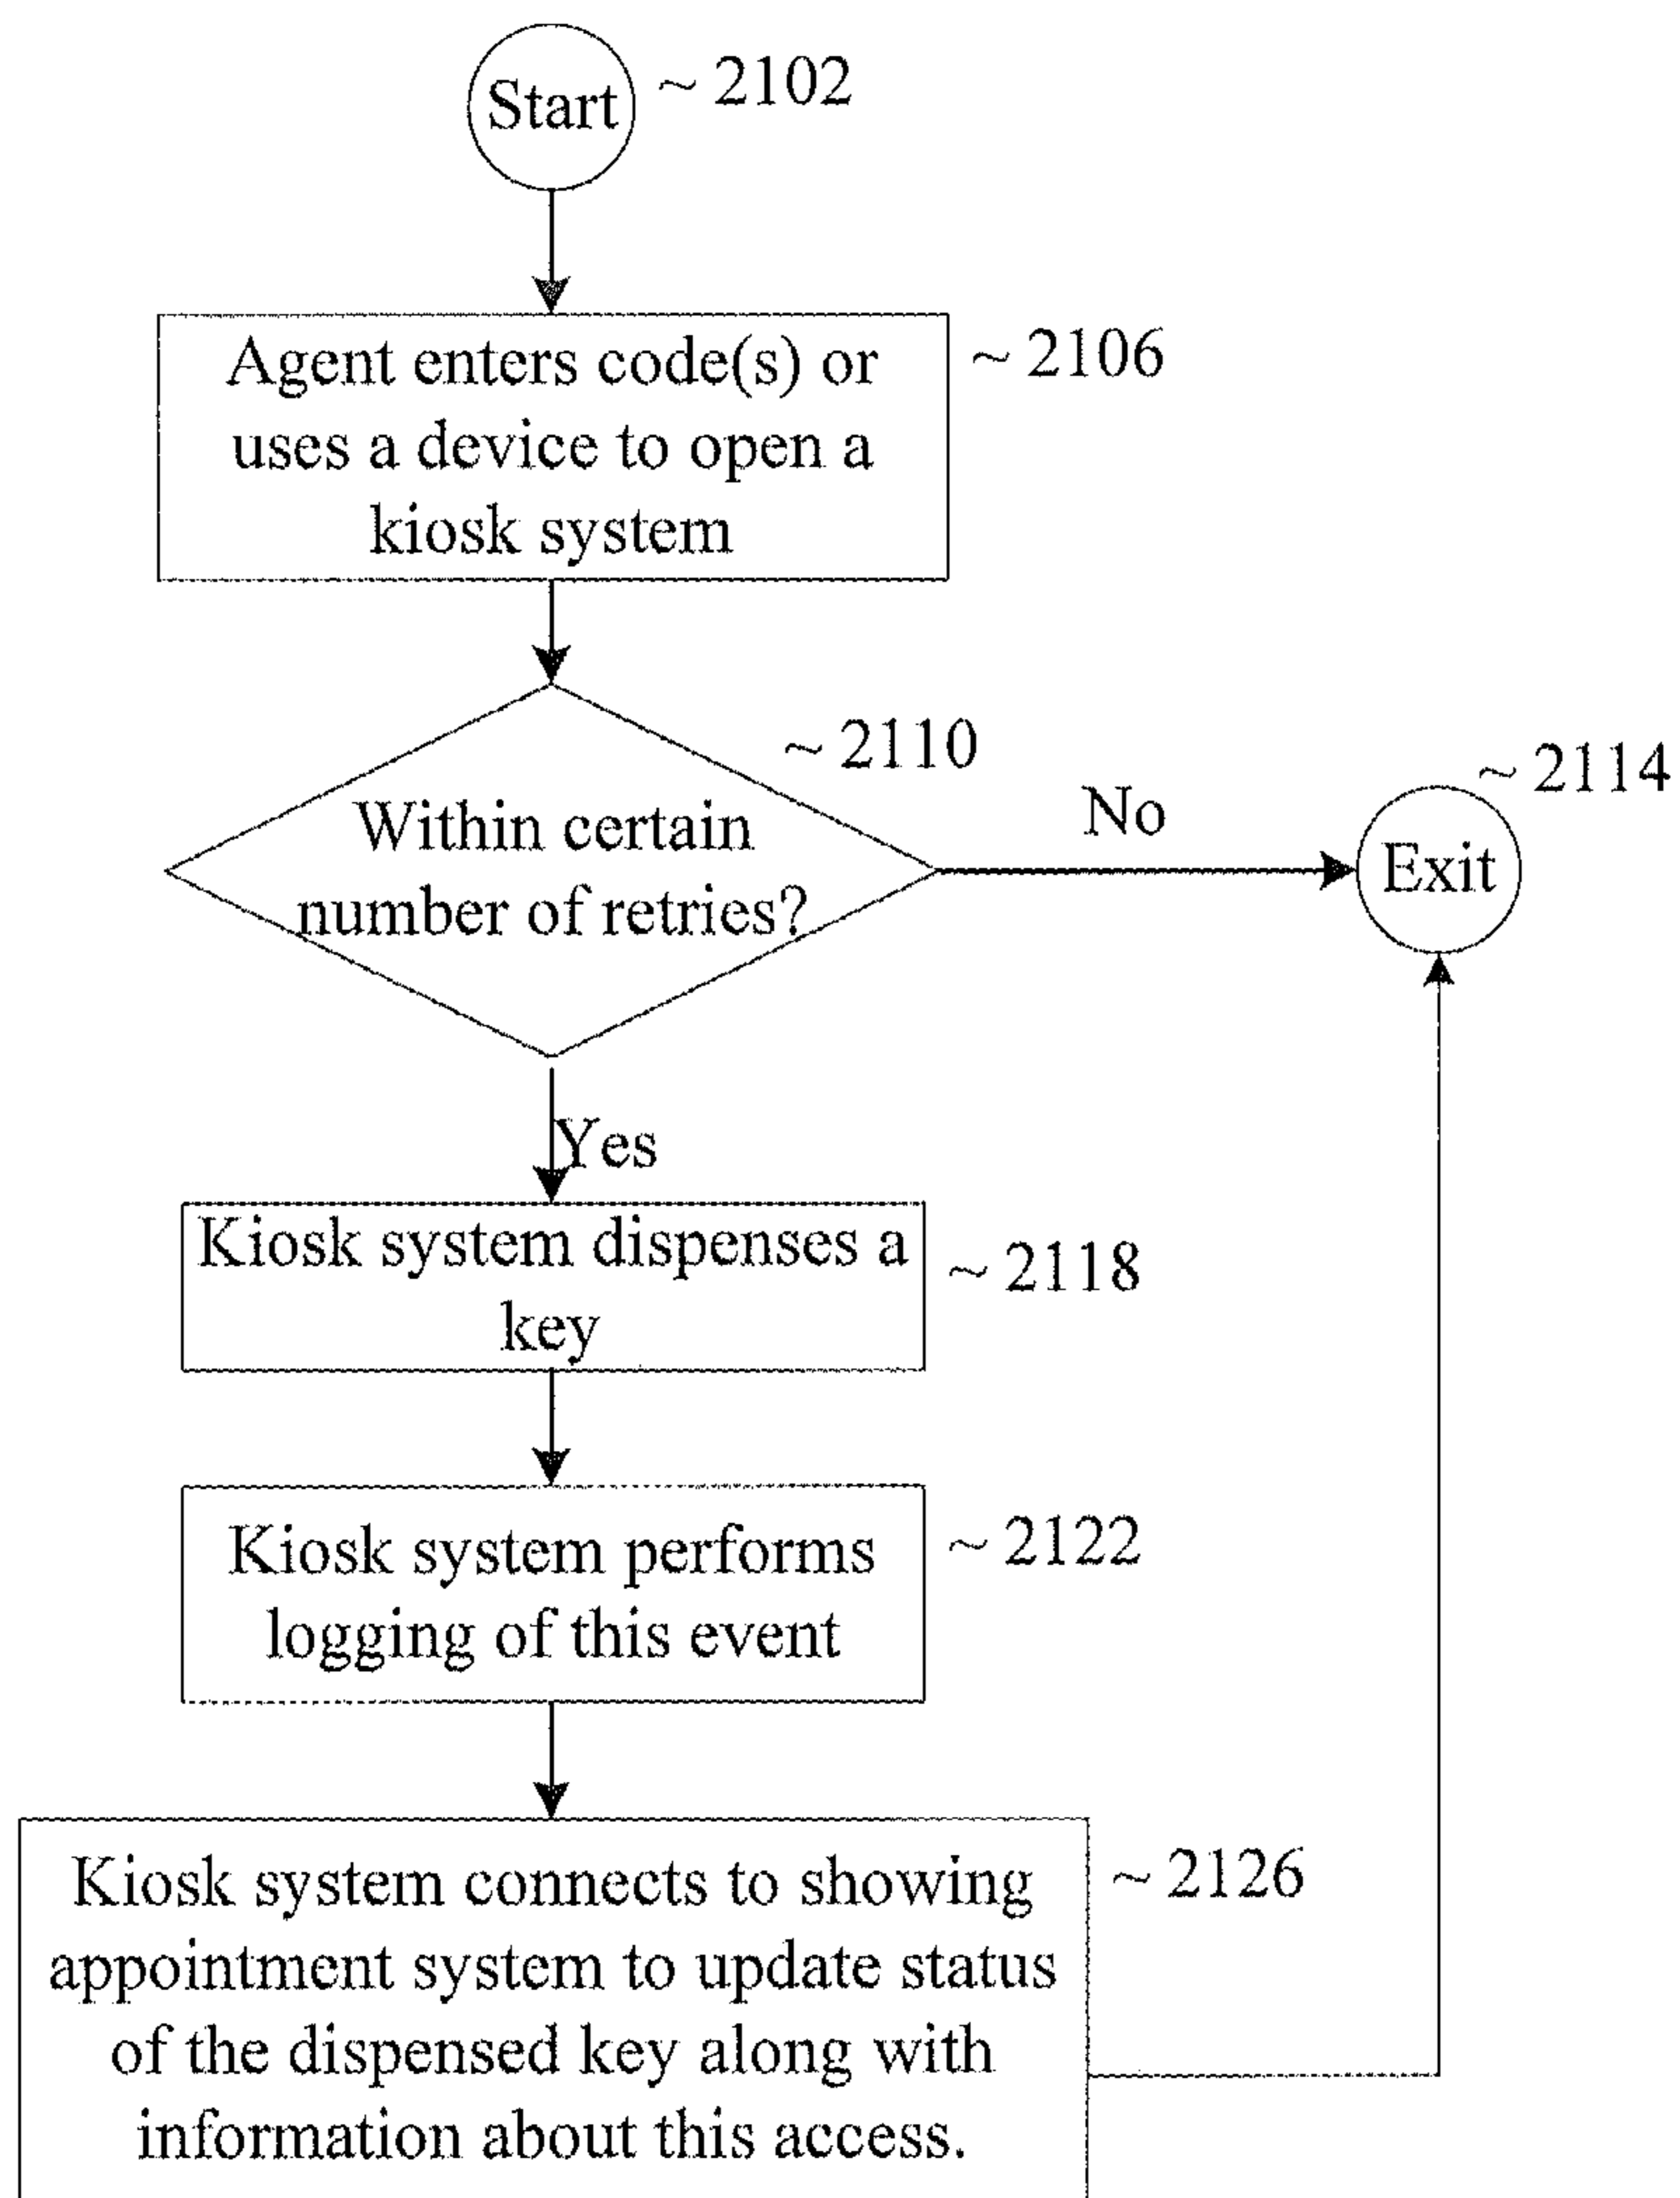 Start
~ 2102
Agent enters code(s) or
uses a device to open a
kiosk system
~ 2106
Within certain
number of retries?
~ 2110
No
Exit
~ 2114
Yes
Kiosk system dispenses a
key
~ 2118
Kiosk system performs
logging of this event
~ 2122
Kiosk system connects to showing
appointment system to update status
of the dispensed key along with
information about this access.
~ 2126